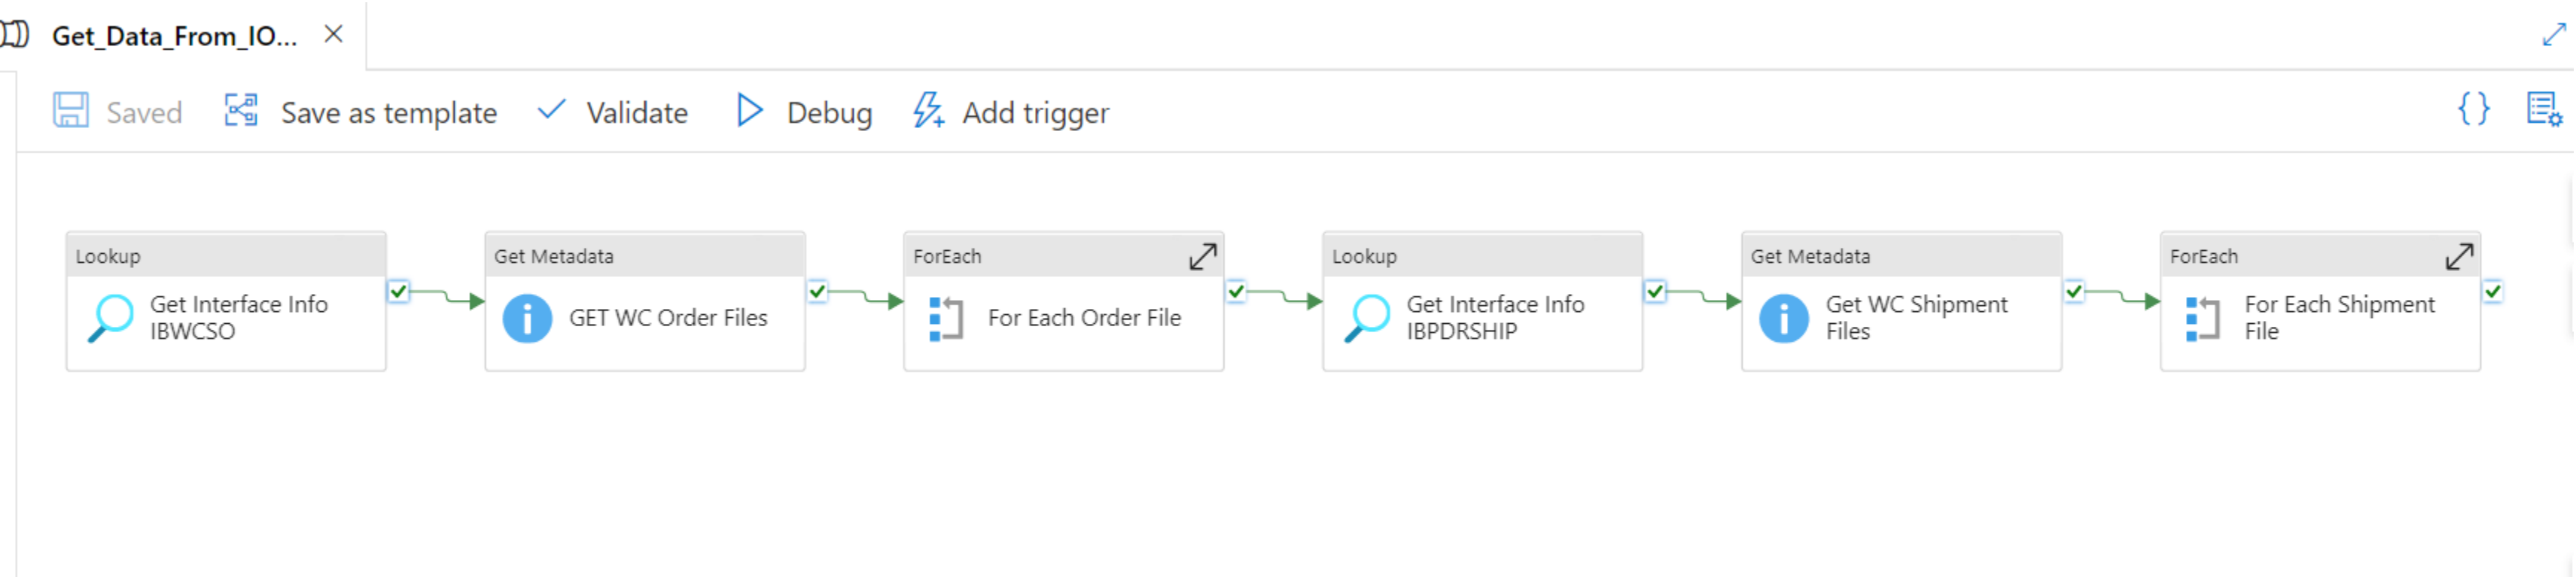 Get_Data_From_IO...
Saved
Save as template
Validate
Debug
Add trigger
Lookup
Get Interface Info
IBWCSO
Get Metadata
GET WC Order Files
ForEach
For Each Order File
Lookup
Get Interface Info
IBPDRSHIP
Get Metadata
Get WC Shipment
Files
ForEach
For Each Shipment
File